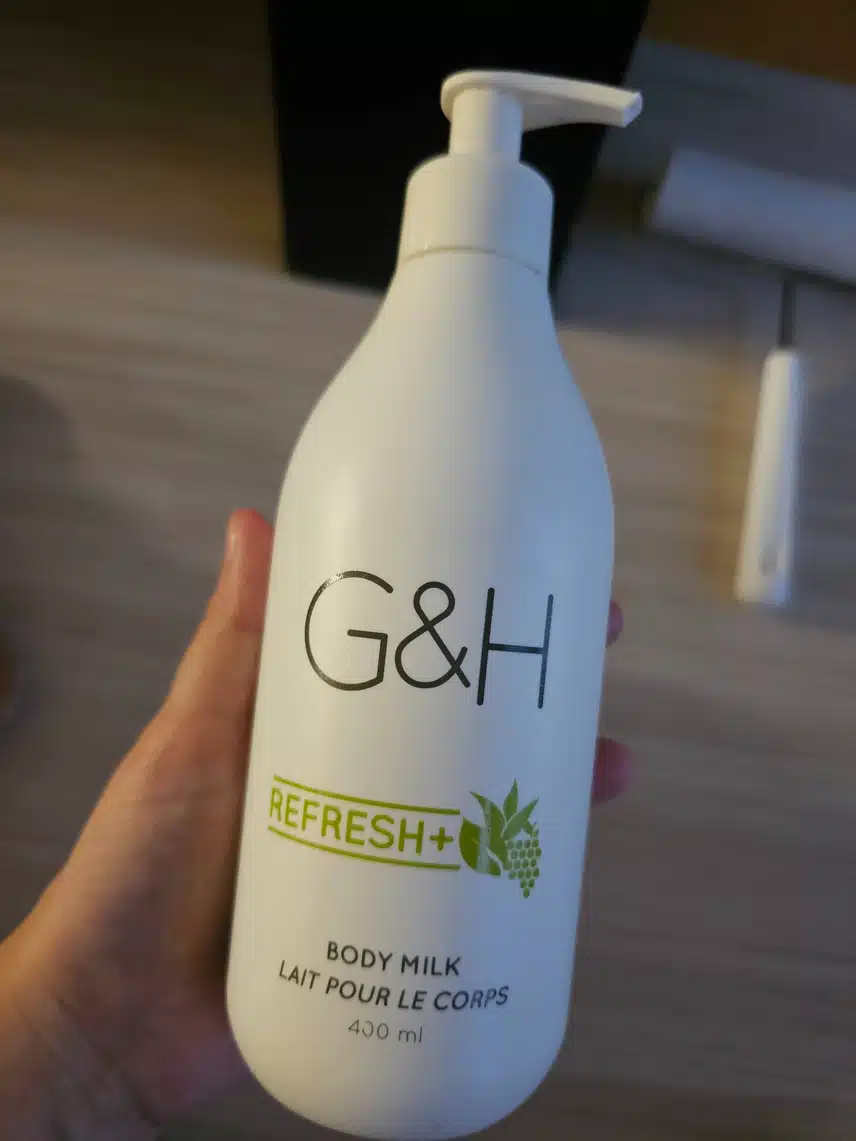 G&H
REFRESH+
BODY MILK
LAIT POUR LE CORPS
400 ml